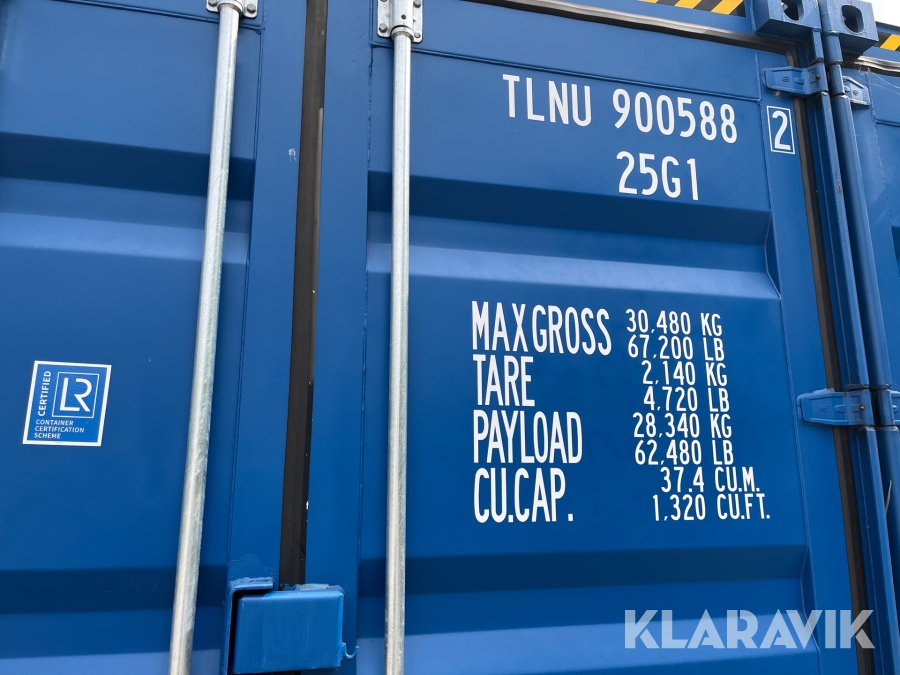 TLNU 900588 2
25G1
MAXGROSS 30,480 KG
67,200 LB
TARE 2,140 KG
4,720 LB
PAYLOAD 28,340 KG
62,480 LB
CU.CAP. 37.4 CU.M.
1,320 CU.FT.
CERTIFIED
LR
CONTAINER
CERTIFICATION
SCHEME
KLARAVIK